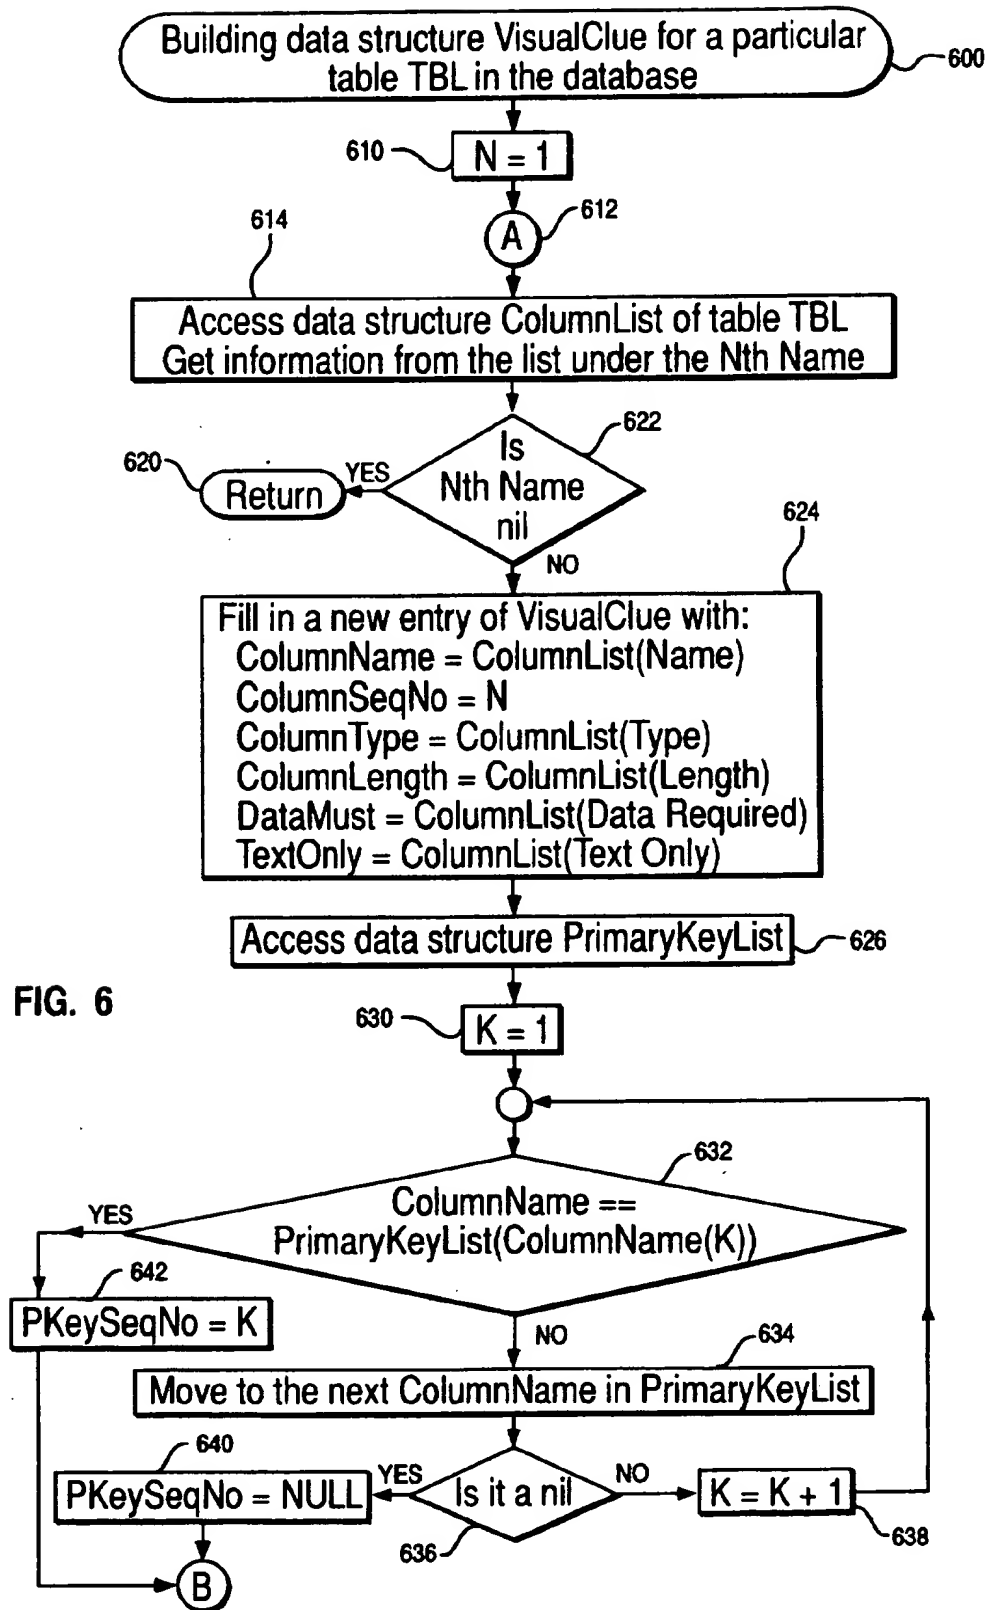 Building data structure VisualClue for a particular
table TBL in the database
600
610
N = 1
A
612
614
Access data structure ColumnList of table TBL
Get information from the list under the Nth Name
622
Is
Nth Name
nil
620
YES
Return
NO
624
Fill in a new entry of VisualClue with:
ColumnName = ColumnList(Name)
ColumnSeqNo = N
ColumnType = ColumnList(Type)
ColumnLength = ColumnList(Length)
DataMust = ColumnList(Data Required)
TextOnly = ColumnList(Text Only)
Access data structure PrimaryKeyList
626
FIG. 6
630
K = 1
632
ColumnName ==
PrimaryKeyList(ColumnName(K))
YES
642
PKeySeqNo = K
NO
634
Move to the next ColumnName in PrimaryKeyList
640
PKeySeqNo = NULL
YES
Is it a nil
NO
K = K + 1
636
638
B